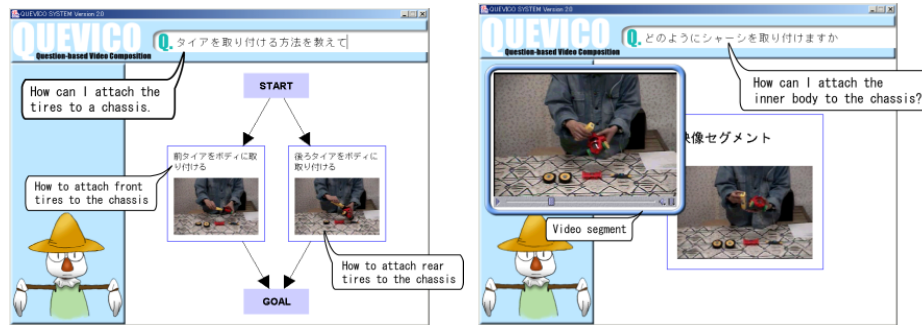 QUEVICO SYSTEM Version 2.0
QUEVICO
Question-based Video Composition
Q. タイアを取り付ける方法を教えて
How can I attach the
tires to a chassis.
START
前タイアをボディに取
り付ける
後ろタイアをボディに
取り付ける
How to attach front
tires to the chassis
How to attach rear
tires to the chassis
GOAL
QUEVICO SYSTEM Version 2.0
QUEVICO
Question-based Video Composition
Q. どのようにシャーシを取り付けますか
How can I attach the
inner body to the chassis?
像セグメント
Video segment